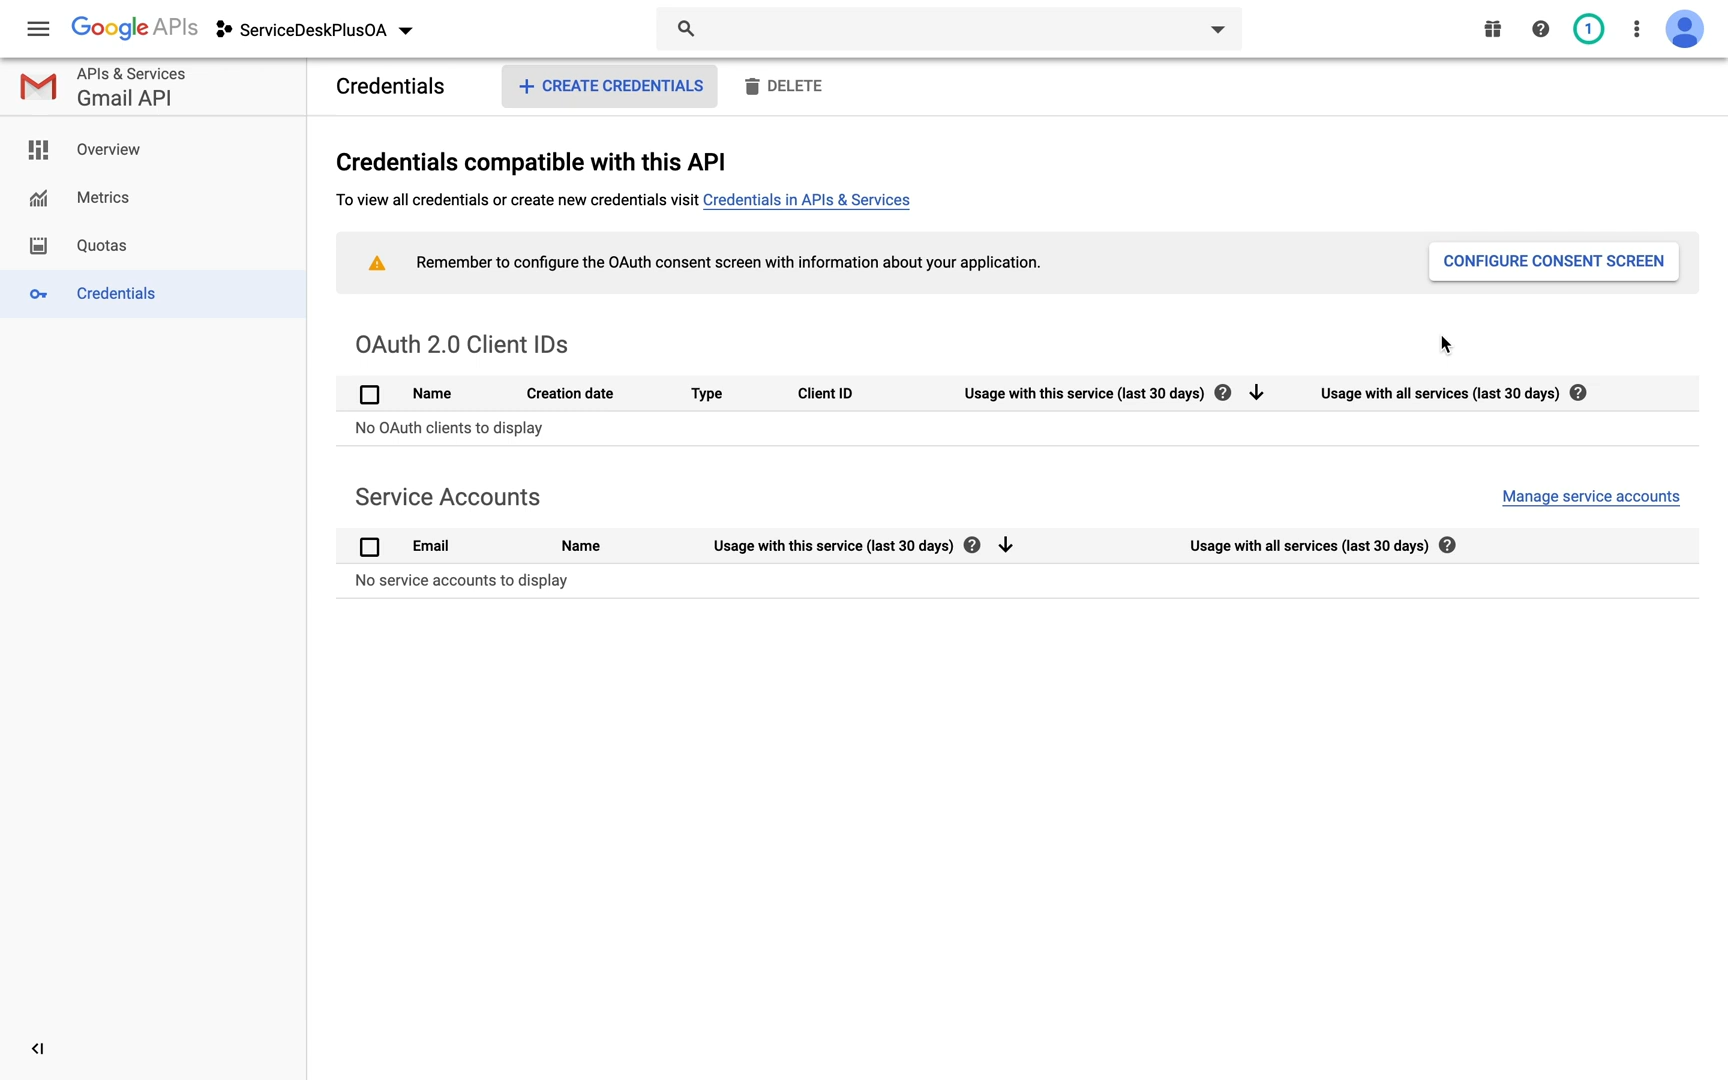 Google APIs
ServiceDeskPlusOA
1
APIs & Services
Gmail API
Credentials
CREATE CREDENTIALS
DELETE
Overview
Metrics
Quotas
Credentials
Credentials compatible with this API
To view all credentials or create new credentials visit Credentials in APIs & Services
Remember to configure the OAuth consent screen with information about your application.
CONFIGURE CONSENT SCREEN
OAuth 2.0 Client IDs
Name Creation date Type Client ID Usage with this service (last 30 days) Usage with all services (last 30 days)
No OAuth clients to display
Service Accounts
Manage service accounts
Email Name Usage with this service (last 30 days) Usage with all services (last 30 days)
No service accounts to display